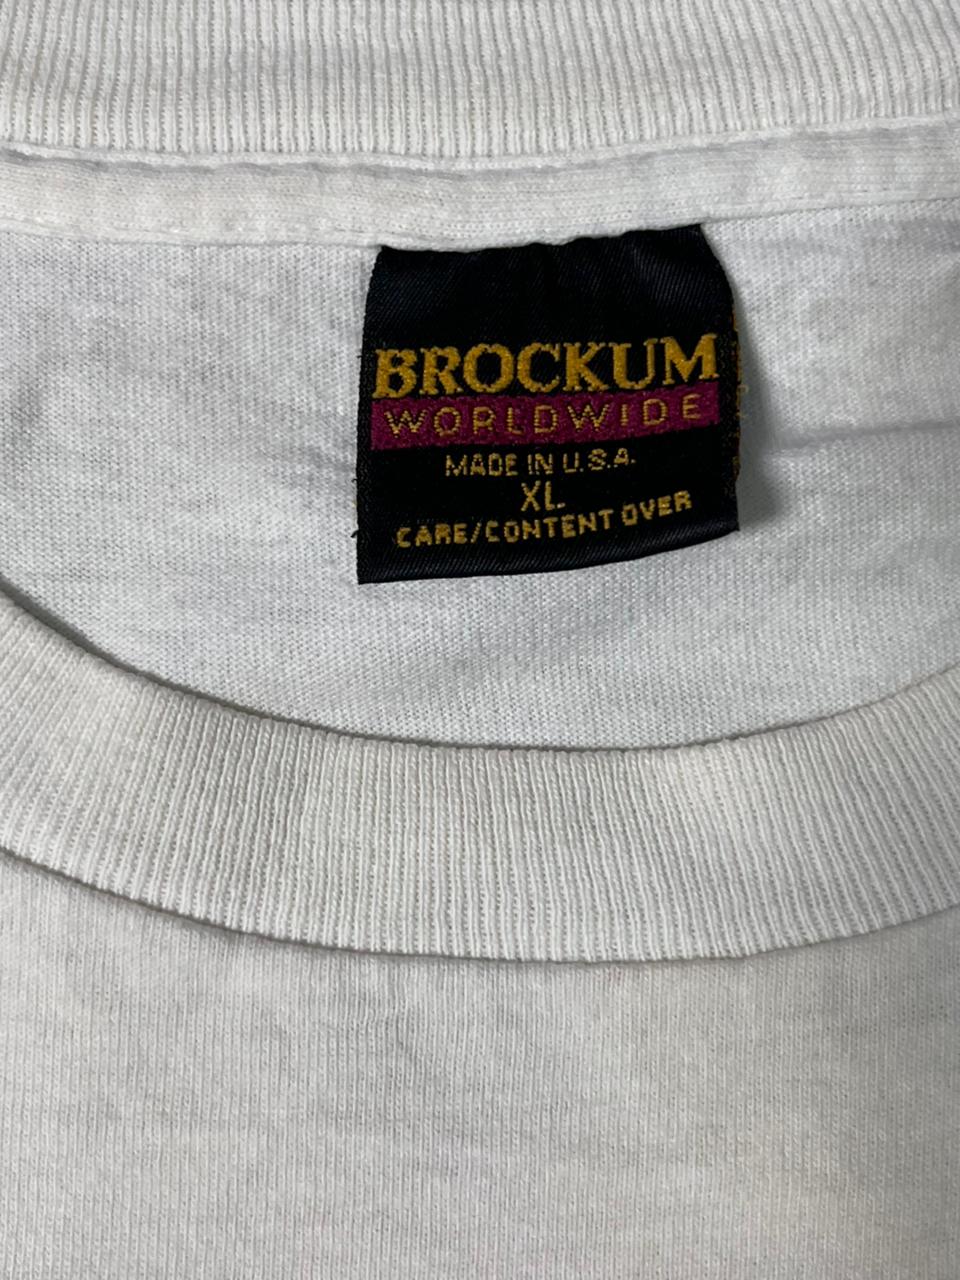 BROCKUM
WORLDWIDE
MADE IN U.S.A.
XL
CARE/CONTENT OVER